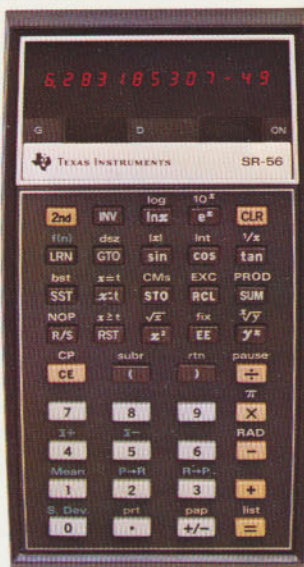 6.283185307-49
G D ON
TEXAS INSTRUMENTS SR-56
log 10ˣ
2nd INV lnx eˣ CLR
f(n) dsz |x| Int 1/x
LRN GTO sin cos tan
bst x=t CMs EXC PROD
SST x⇄t STO RCL SUM
NOP x≥t √x fix ˣ√y
R/S RST x² EE yˣ
CP subr rtn pause
CE ( ) ÷
π
7 8 9 X
Σ+ Σ− RAD
4 5 6 −
Mean P→R R→P
1 2 3 +
S. Dev. prt pap list
0 . +/− =